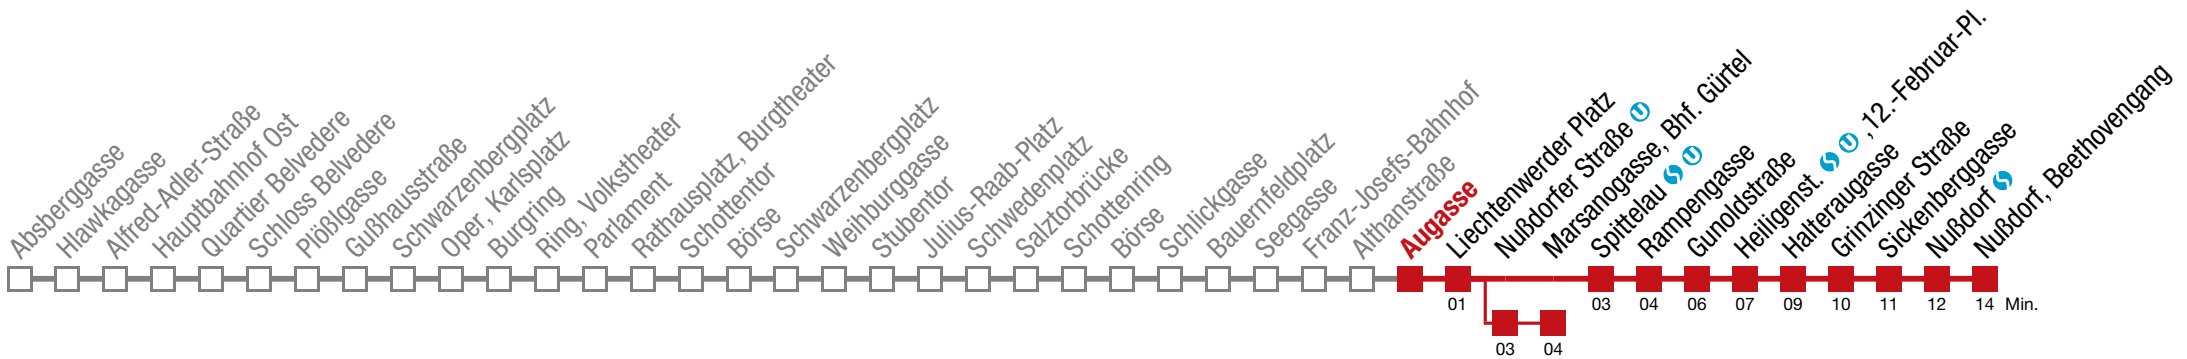 Absberggasse
Hlawkagasse
Alfred-Adler-Straße
Hauptbahnhof Ost
Quartier Belvedere
Schloss Belvedere
Plößlgasse
Gußhausstraße
Schwarzenbergplatz
Oper, Karlsplatz
Burgring
Ring, Volkstheater
Parlament
Rathausplatz, Burgtheater
Schottentor
Börse
Schwarzenbergplatz
Weihburggasse
Stubentor
Julius-Raab-Platz
Schwedenplatz
Salztorbrücke
Schottenring
Börse
Schlickgasse
Bauernfeldplatz
Seegasse
Franz-Josefs-Bahnhof
Althanstraße
Augasse
Liechtenwerder Platz
Nußdorfer Straße U
Marsanogasse, Bhf. Gürtel
Spittelau S U
Rampengasse
Gunoldstraße
Heiligenst. S U ,12.-Februar-Pl.
Halteraugasse
Grinzinger Straße
Sickenberggasse
Nußdorf S
Nußdorf, Beethovengang
01 03 04 06 07 09 10 11 12 14 Min.
03 04